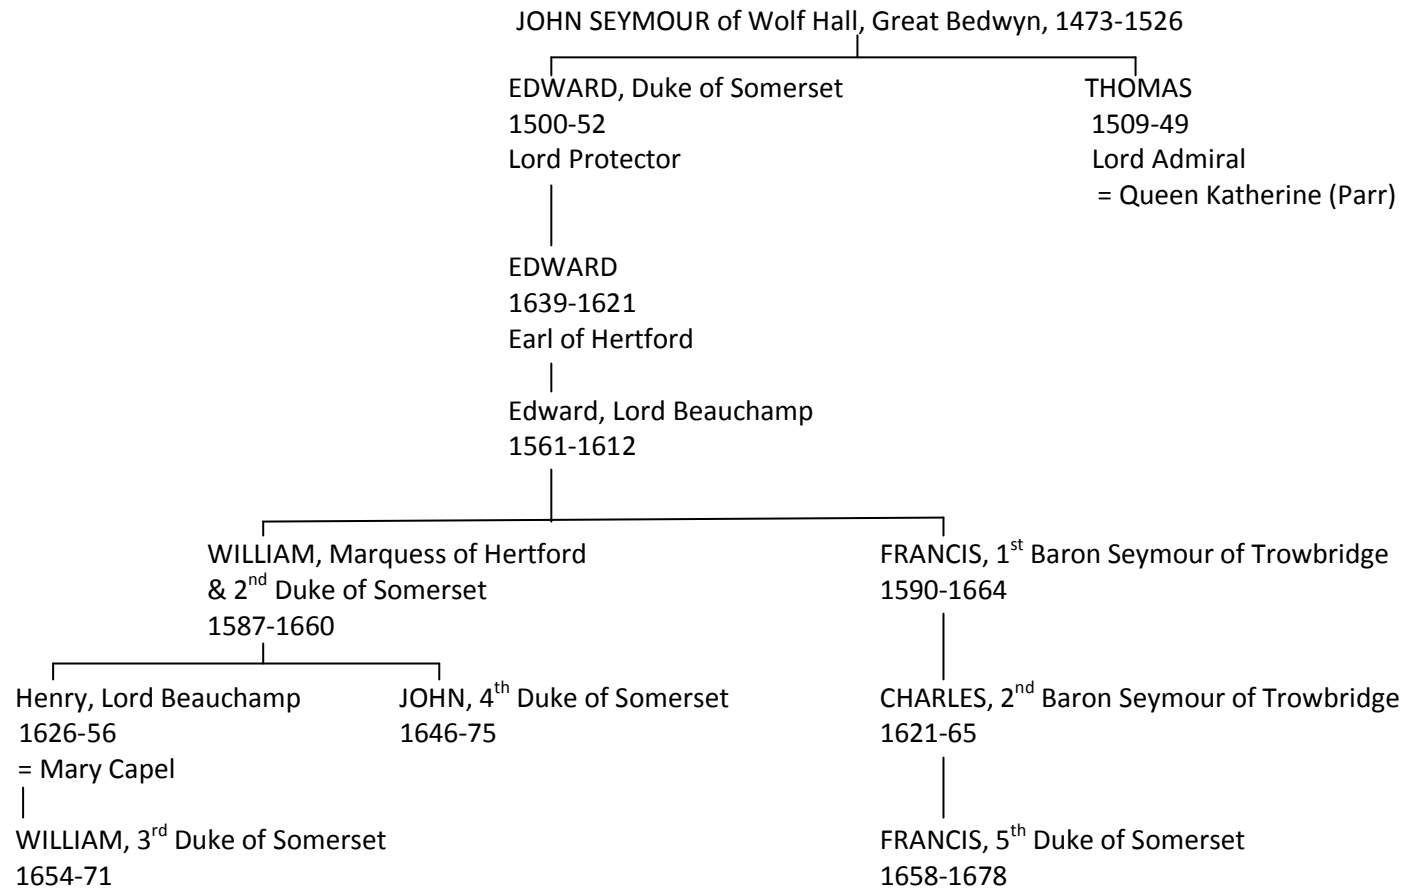 JOHN SEYMOUR of Wolf Hall, Great Bedwyn, 1473-1526
EDWARD, Duke of Somerset
1500-52
Lord Protector
THOMAS
1509-49
Lord Admiral
= Queen Katherine (Parr)
EDWARD
1639-1621
Earl of Hertford
Edward, Lord Beauchamp
1561-1612
WILLIAM, Marquess of Hertford
& 2nd Duke of Somerset
1587-1660
FRANCIS, 1st Baron Seymour of Trowbridge
1590-1664
Henry, Lord Beauchamp
1626-56
= Mary Capel
JOHN, 4th Duke of Somerset
1646-75
CHARLES, 2nd Baron Seymour of Trowbridge
1621-65
WILLIAM, 3rd Duke of Somerset
1654-71
FRANCIS, 5th Duke of Somerset
1658-1678